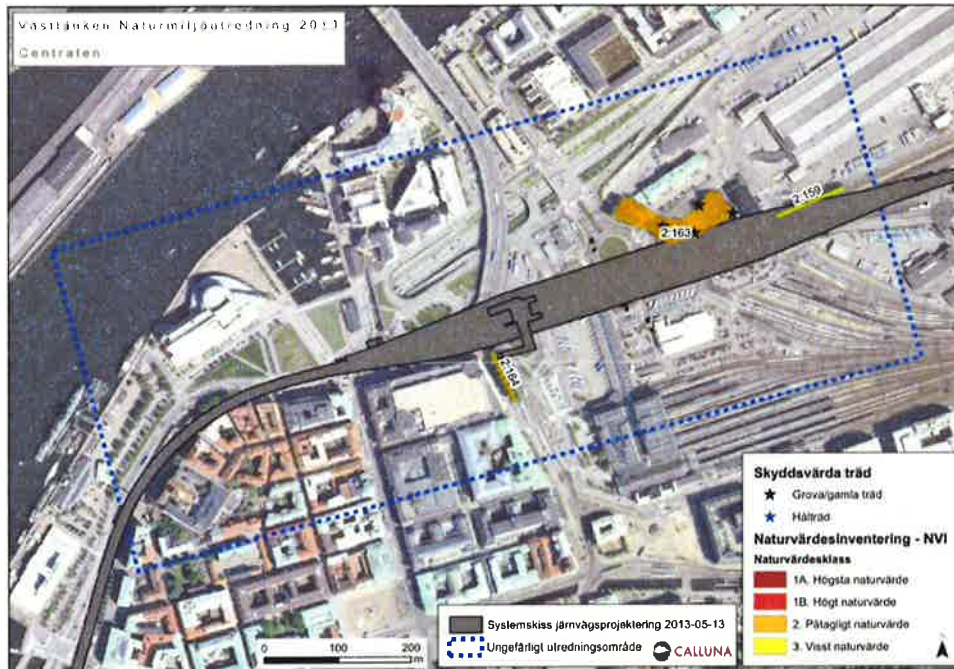 Västlänken Naturmiljöutredning 2013
Centralen
2:159
2:163
2:164
Skyddsvärda träd
Grova/gamla träd
Hålträd
Naturvärdesinventering - NVI
Naturvärdesklass
1A. Högsta naturvärde
1B. Högt naturvärde
2. Påtagligt naturvärde
3. Visst naturvärde
Systemskiss järnvägsprojektering 2013-05-13
Ungefärligt utredningsområde
CALLUNA
0 100 200
m